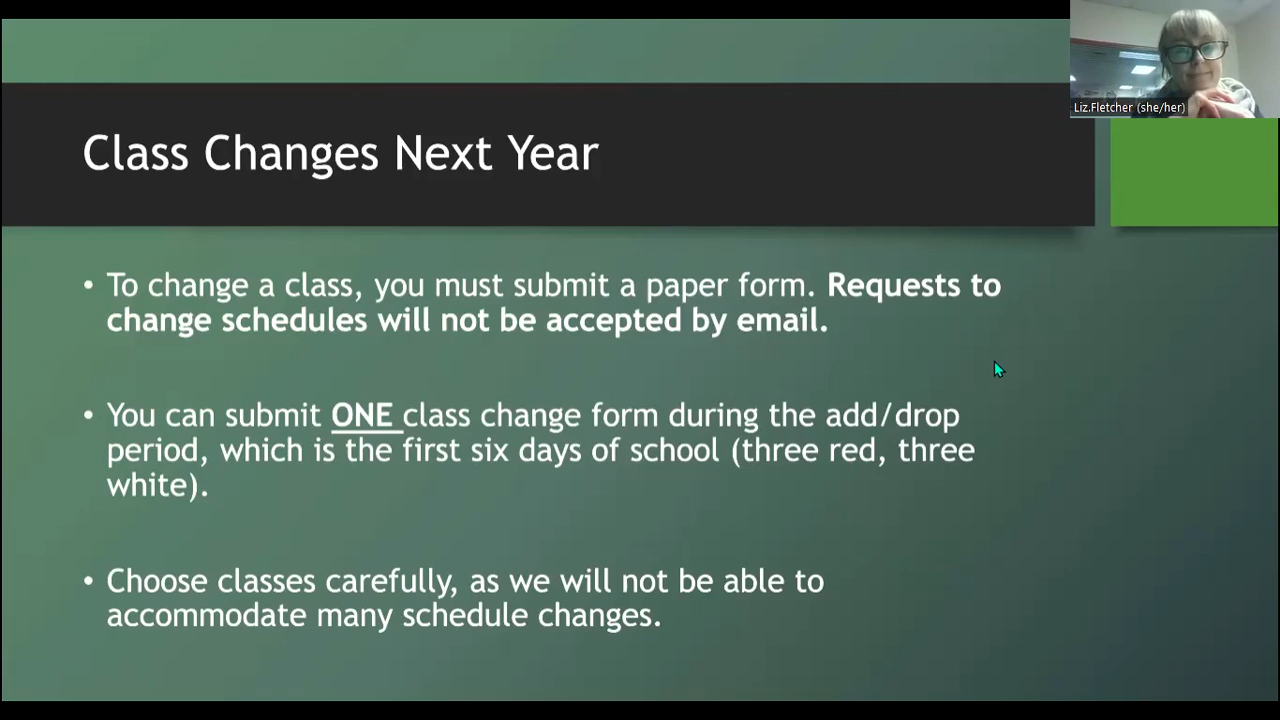 Liz.Fletcher (she/her)
Class Changes Next Year
• To change a class, you must submit a paper form. Requests to
change schedules will not be accepted by email.
• You can submit ONE class change form during the add/drop
period, which is the first six days of school (three red, three
white).
• Choose classes carefully, as we will not be able to
accommodate many schedule changes.